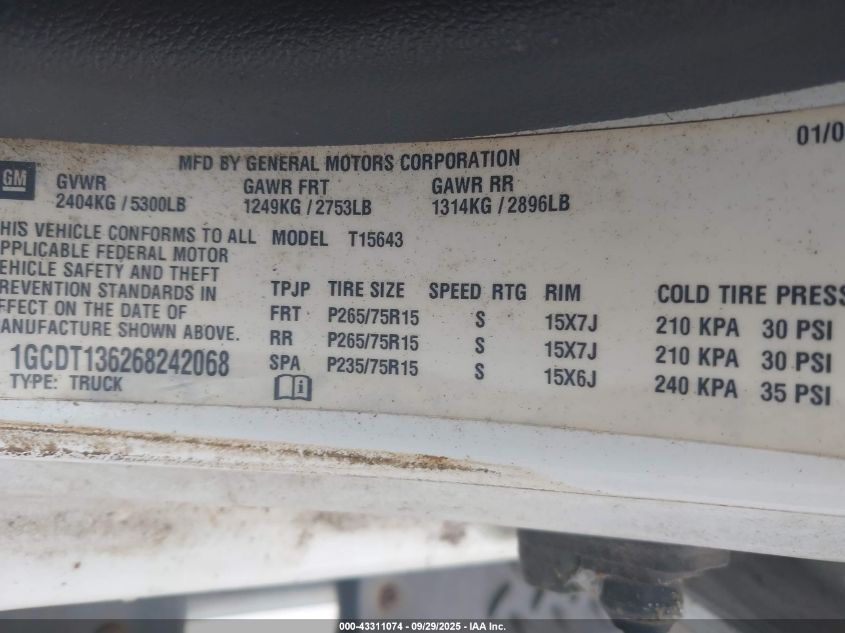 01/0
MFD BY GENERAL MOTORS CORPORATION
GM
GVWR GAWR FRT GAWR RR
2404KG / 5300LB 1249KG / 2753LB 1314KG / 2896LB
HIS VEHICLE CONFORMS TO ALL
PPLICABLE FEDERAL MOTOR
EHICLE SAFETY AND THEFT
REVENTION STANDARDS IN
FFECT ON THE DATE OF
ANUFACTURE SHOWN ABOVE.
1GCDT136268242068
TYPE: TRUCK
MODEL T15643
TPJP TIRE SIZE SPEED RTG RIM COLD TIRE PRESS
FRT P265/75R15 S 15X7J 210 KPA 30 PSI
RR P265/75R15 S 15X7J 210 KPA 30 PSI
SPA P235/75R15 S 15X6J 240 KPA 35 PSI
000-43311074 - 09/29/2025 - IAA Inc.